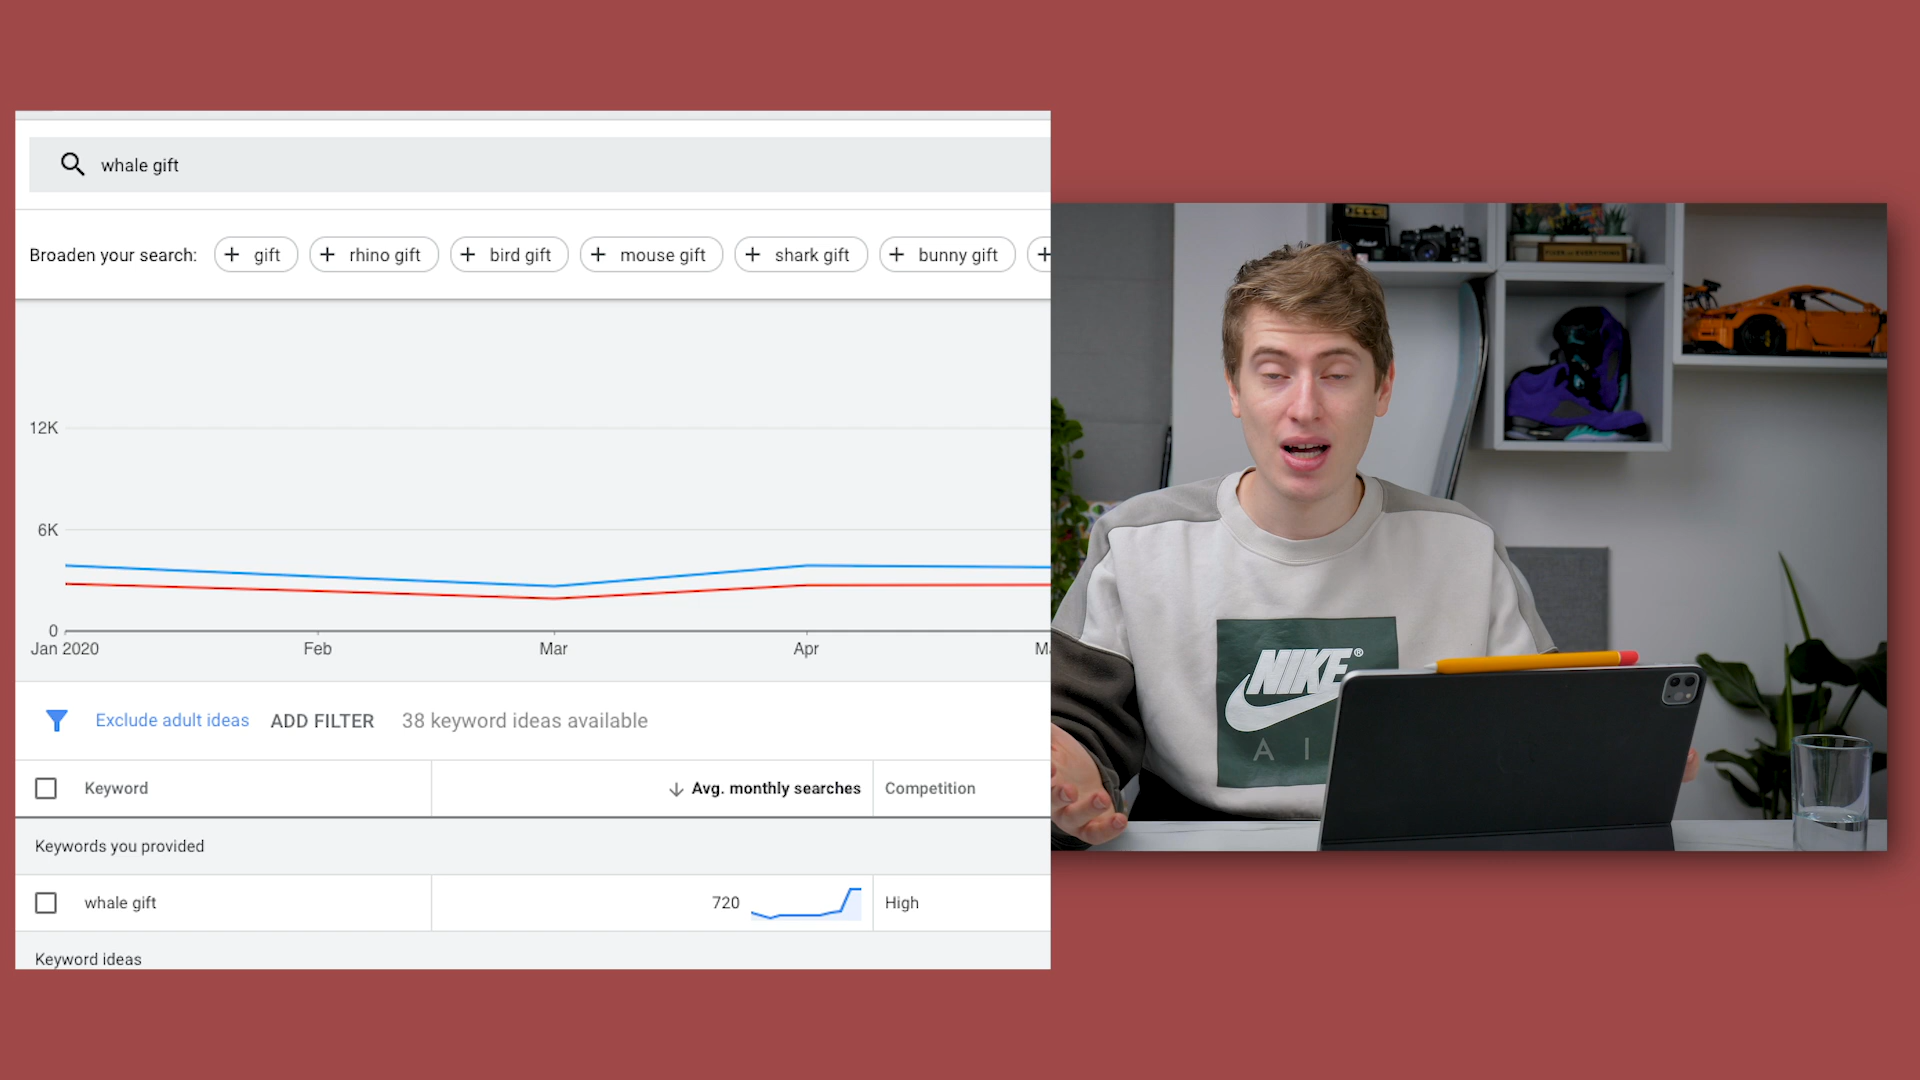 whale gift
Broaden your search: + gift + rhino gift + bird gift + mouse gift + shark gift + bunny gift +
12K
6K
0
Jan 2020 Feb Mar Apr
Exclude adult ideas ADD FILTER 38 keyword ideas available
Keyword Avg. monthly searches Competition
Keywords you provided
whale gift 720 High
Keyword ideas
NIKE®
AI